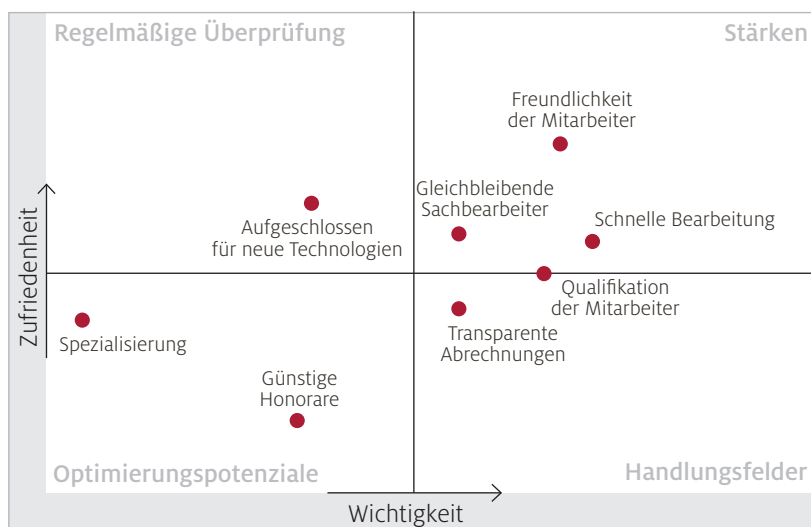 Regelmäßige Überprüfung
Stärken
Freundlichkeit
der Mitarbeiter
Gleichbleibende
Sachbearbeiter
Schnelle Bearbeitung
Aufgeschlossen
für neue Technologien
Zufriedenheit
Qualifikation
der Mitarbeiter
Spezialisierung
Transparente
Abrechnungen
Günstige
Honorare
Optimierungspotenziale
Handlungsfelder
Wichtigkeit